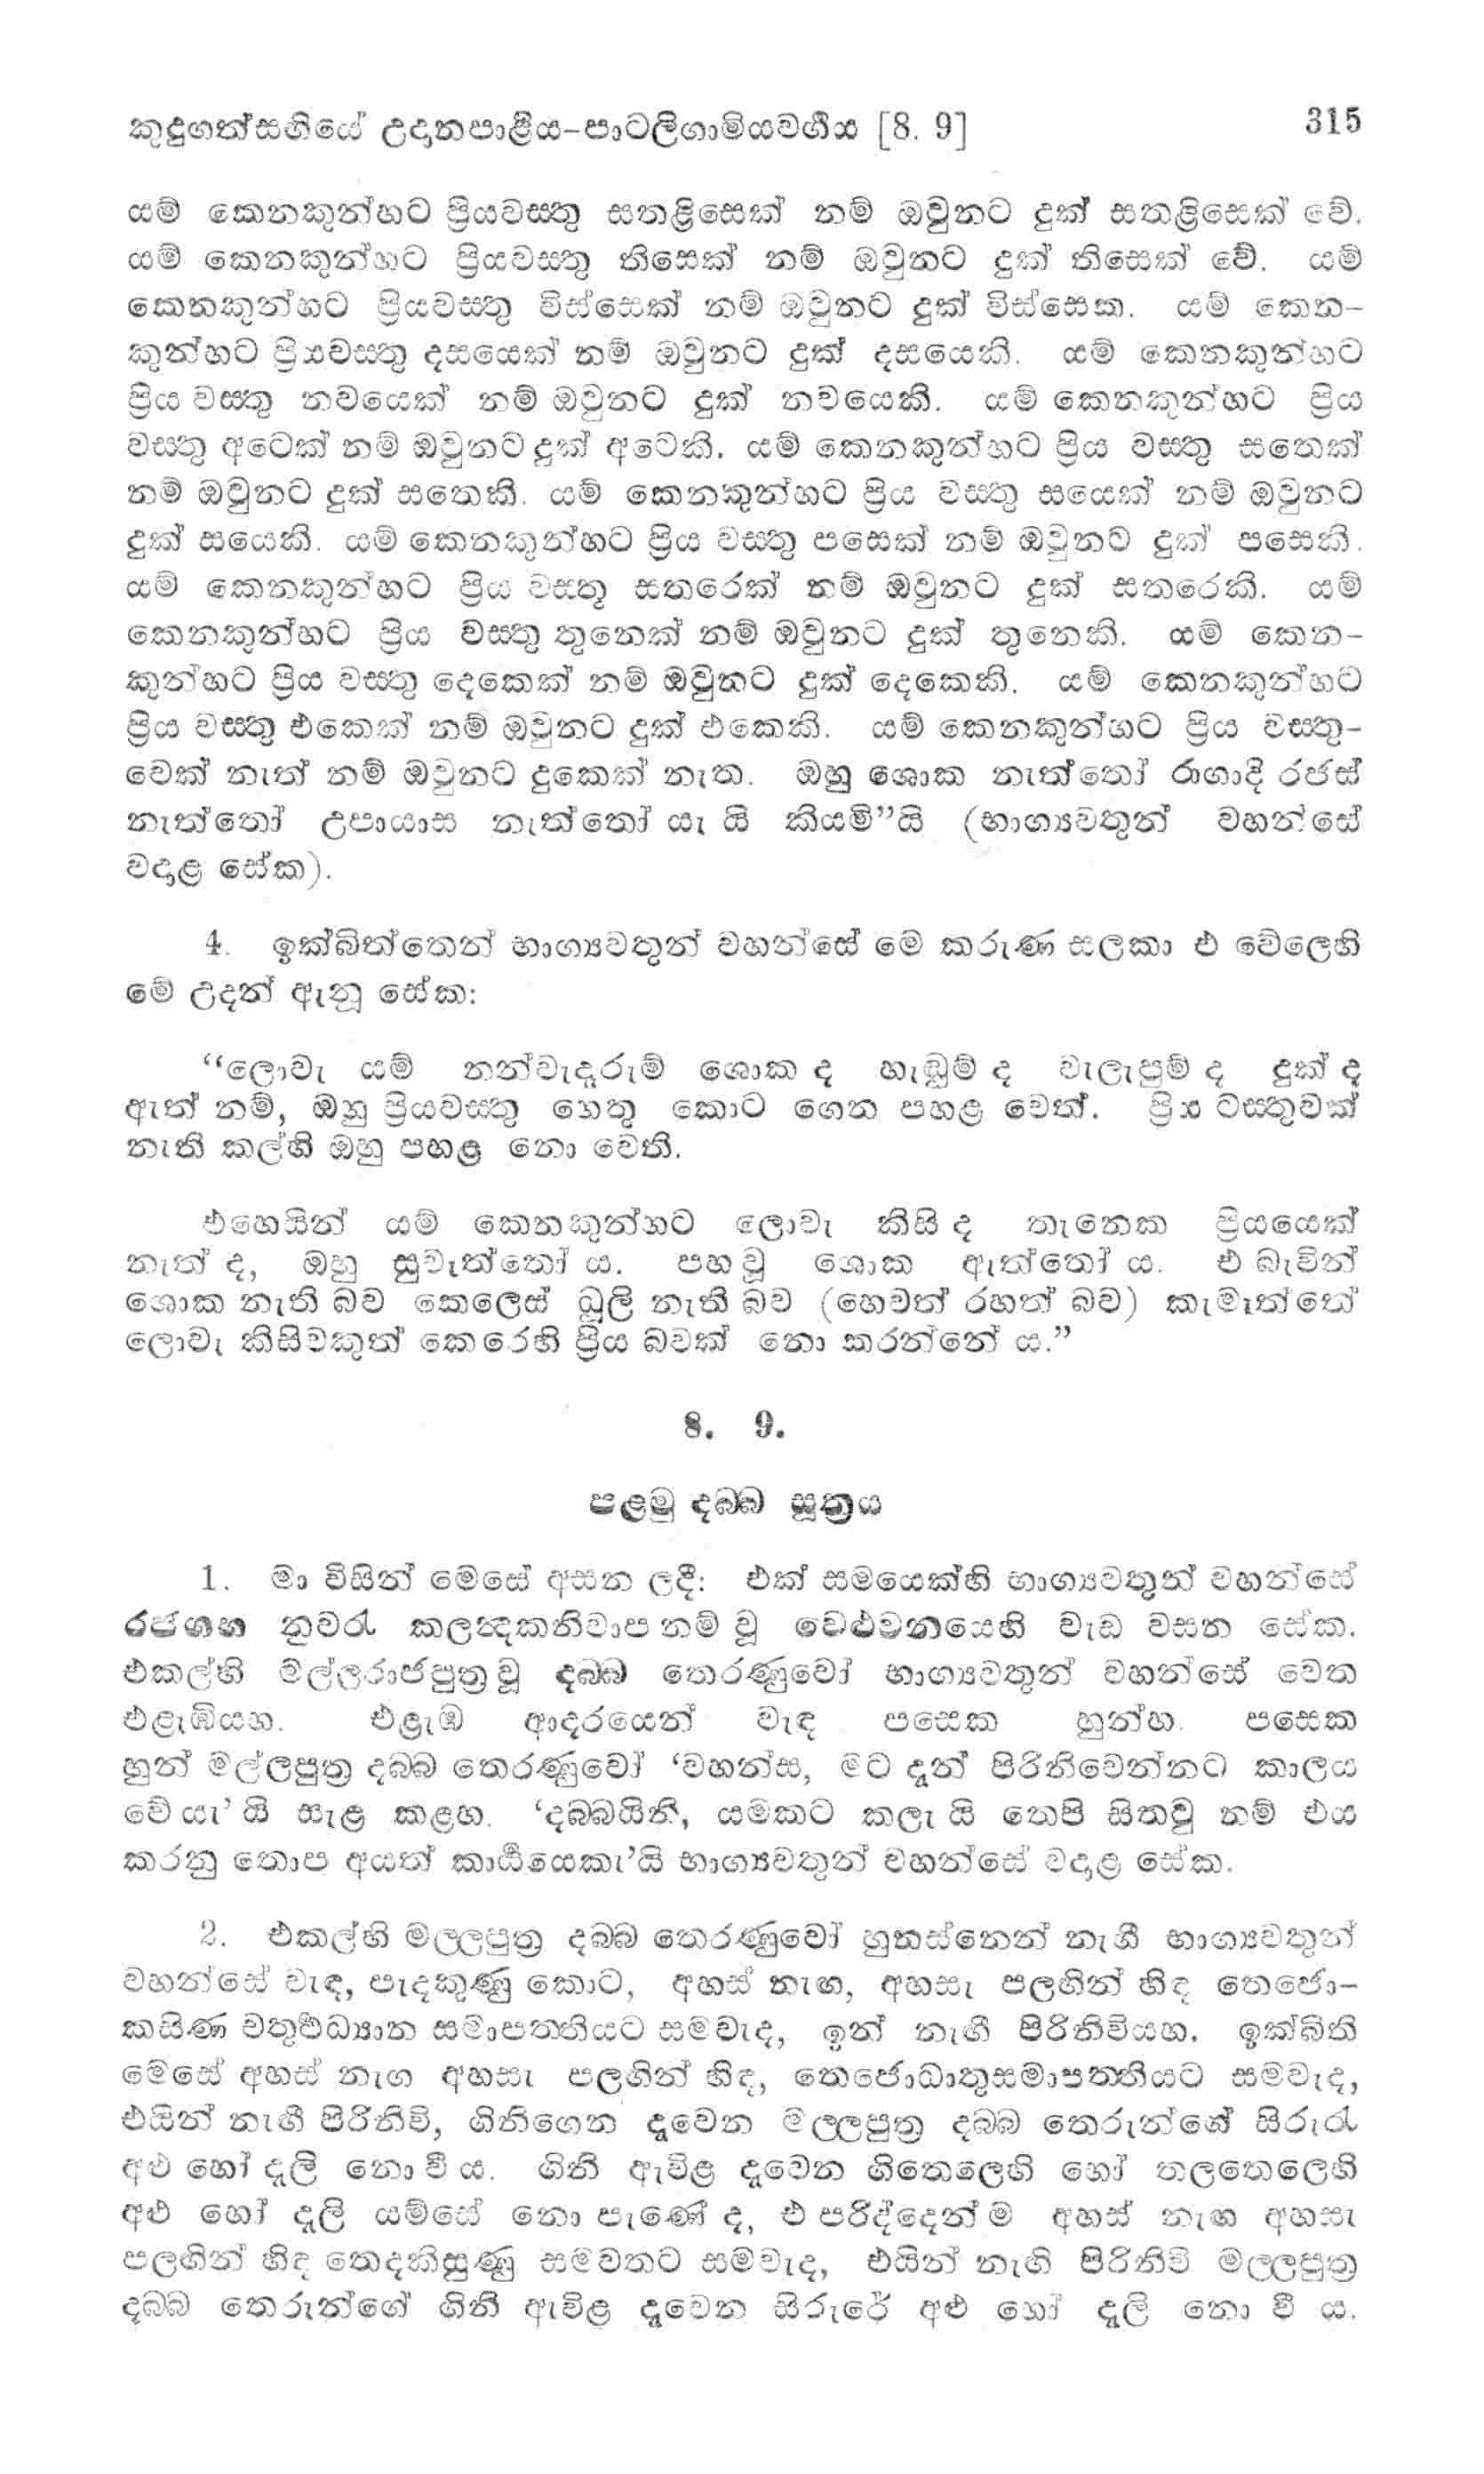 කුදුගත්සඟියේ උදානපාළිය-පාටලිගාමියවර්‍ගය [8. 9] 315
යම් කෙනකුන්හට ප්‍රියවස්තු සතළිසෙක් නම් ඔවුනට දුක් සතළිසෙක් වේ.
යම් කෙනකුන්හට ප්‍රියවස්තු තිසෙක් නම් ඔවුනට දුක් තිසෙක් වේ. යම්
කෙනකුන්හට ප්‍රියවස්තු විස්සෙක් නම් ඔවුනට දුක් විස්සෙක. යම් කෙන-
කුන්හට ප්‍රියවස්තු දසයෙක් නම් ඔවුනට දුක් දසයෙකි. යම් කෙනකුන්හට
ප්‍රිය වස්තු නවයෙක් නම් ඔවුනට දුක් නවයෙකි. යම් කෙනකුන්හට ප්‍රිය
වස්තු අටෙක් නම් ඔවුනට දුක් අටෙකි. යම් කෙනකුන්හට ප්‍රිය වස්තු සතෙක්
නම් ඔවුනට දුක් සතෙකි. යම් කෙනකුන්හට ප්‍රිය වස්තු සයෙක් නම් ඔවුනට
දුක් සයෙකි. යම් කෙනකුන්හට ප්‍රිය වස්තු පසෙක් නම් ඔවුනට දුක් පසෙකි.
යම් කෙනකුන්හට ප්‍රිය වස්තූ සතරෙක් නම් ඔවුනට දුක් සතරෙකි. යම්
කෙනකුන්හට ප්‍රිය වස්තු තුනෙක් නම් ඔවුනට දුක් තුනෙකි. යම් කෙන-
කුන්හට ප්‍රිය වස්තු දෙකෙක් නම් ඔවුනට දුක් දෙකෙකි. යම් කෙනකුන්හට
ප්‍රිය වස්තු එකෙක් නම් ඔවුනට දුක් එකෙකි. යම් කෙනකුන්හට ප්‍රිය වස්තු-
වෙක් නැත් නම් ඔවුනට දුකෙක් නැත. ඔහු ශොක නැත්තෝ රාගාදි රජස්
නැත්තෝ උපායාස නැත්තෝ යැ යි කියමි”යි (භාග්‍යවතුන් වහන්සේ
වදාළ සේක).
4. ඉක්බිත්තෙන් භාග්‍යවතුන් වහන්සේ මෙ කරුණ සලකා එ වේලෙහි
මේ උදන් ඇනූ සේක:
“ලොවැ යම් නන්වැදෑරුම් ශොක ද හැඬුම් ද වැලැපුම් ද දුක් ද
ඇත් නම්, ඔහු ප්‍රියවස්තු හෙතු කොට ගෙන පහළ වෙත්. ප්‍රිය වස්තුවක්
නැති කල්හි ඔහු පහළ නො වෙති.
එහෙයින් යම් කෙනකුන්හට ලොවැ කිසි ද තැනෙක ප්‍රියයෙක්
නැත් ද, ඔහු සුවැත්තෝ ය. පහවූ ශොක ඇත්තෝ ය. එ බැවින්
ශොක නැති බව කෙලෙස් ධූලි නැති බව (හෙවත් රහත් බව) කැමැත්තේ
ලොවැ කිසිවකුත් කෙරෙහි ප්‍රිය බවක් නො කරන්නේ ය.”
8. 9.
පළමු දබ්බ සූත්‍රය
1. මා විසින් මෙසේ අසන ලදී: එක් සමයෙක්හි භාග්‍යවතුන් වහන්සේ
රජගහ නුවරැ කලන්‍දකනිවාප නම් වූ වෙළුවනයෙහි වැඩ වසන සේක.
එකල්හි මල්ලරාජපුත්‍ර වූ දබ්බ තෙරණුවෝ භාග්‍යවතුන් වහන්සේ වෙත
එළැඹියහ. එළැඹ ආදරයෙන් වැඳ පසෙක හුන්හ. පසෙක
හුන් මල්ලපුත්‍ර දබ්බ තෙරණුවෝ ‘වහන්ස, මට දැන් පිරිනිවෙන්නට කාලය
වේ යැ’ යි සැළ කළහ. ‘දබ්බයිනි, යමකට කලැ යි තෙපි සිතවු නම් එය
කරනු තොප අයත් කාර්‍ය්‍යයෙකැ’යි භාග්‍යවතුන් වහන්සේ වදාළ සේක.
2. එකල්හි මල්ලපුත්‍ර දබ්බ තෙරණුවෝ හුනස්නෙන් නැගී භාග්‍යවතුන්
වහන්සේ වැඳ, පැදකුණු කොට, අහස් නැඟ, අහසැ පලඟින් හිඳ තෙජො-
කසිණ චතුර්‍ථධ්‍යාන සමාපත්තියට සමවැද, ඉන් නැඟී පිරිනිවියහ. ඉක්බිති
මෙසේ අහස් නැග අහසැ පලඟින් හිඳ, තෙජොධාතුසමාපත්තියට සමවැද,
එයින් නැඟී පිරිනිවි, ගිනිගෙන දැවෙන මල්ලපුත්‍ර දබ්බ තෙරුන්ගේ සිරුරැ
අළු හෝ දැලි නො වී ය. ගිනි ඇවිළ දැවෙන ගිතෙලෙහි හෝ තලතෙලෙහි
අළු හෝ දැලි යම්සේ නො පැණේ ද, එ පරිද්දෙන් ම අහස් නැඟ අහසැ
පලඟින් හිඳ තෙදකිසුණු සමවතට සමවැද, එයින් නැඟී පිරිනිවි මල්ලපුත්‍ර
දබ්බ තෙරුන්ගේ ගිනි ඇවිළ දැවෙන සිරුරේ අළු හෝ දැලි නො වී ය.